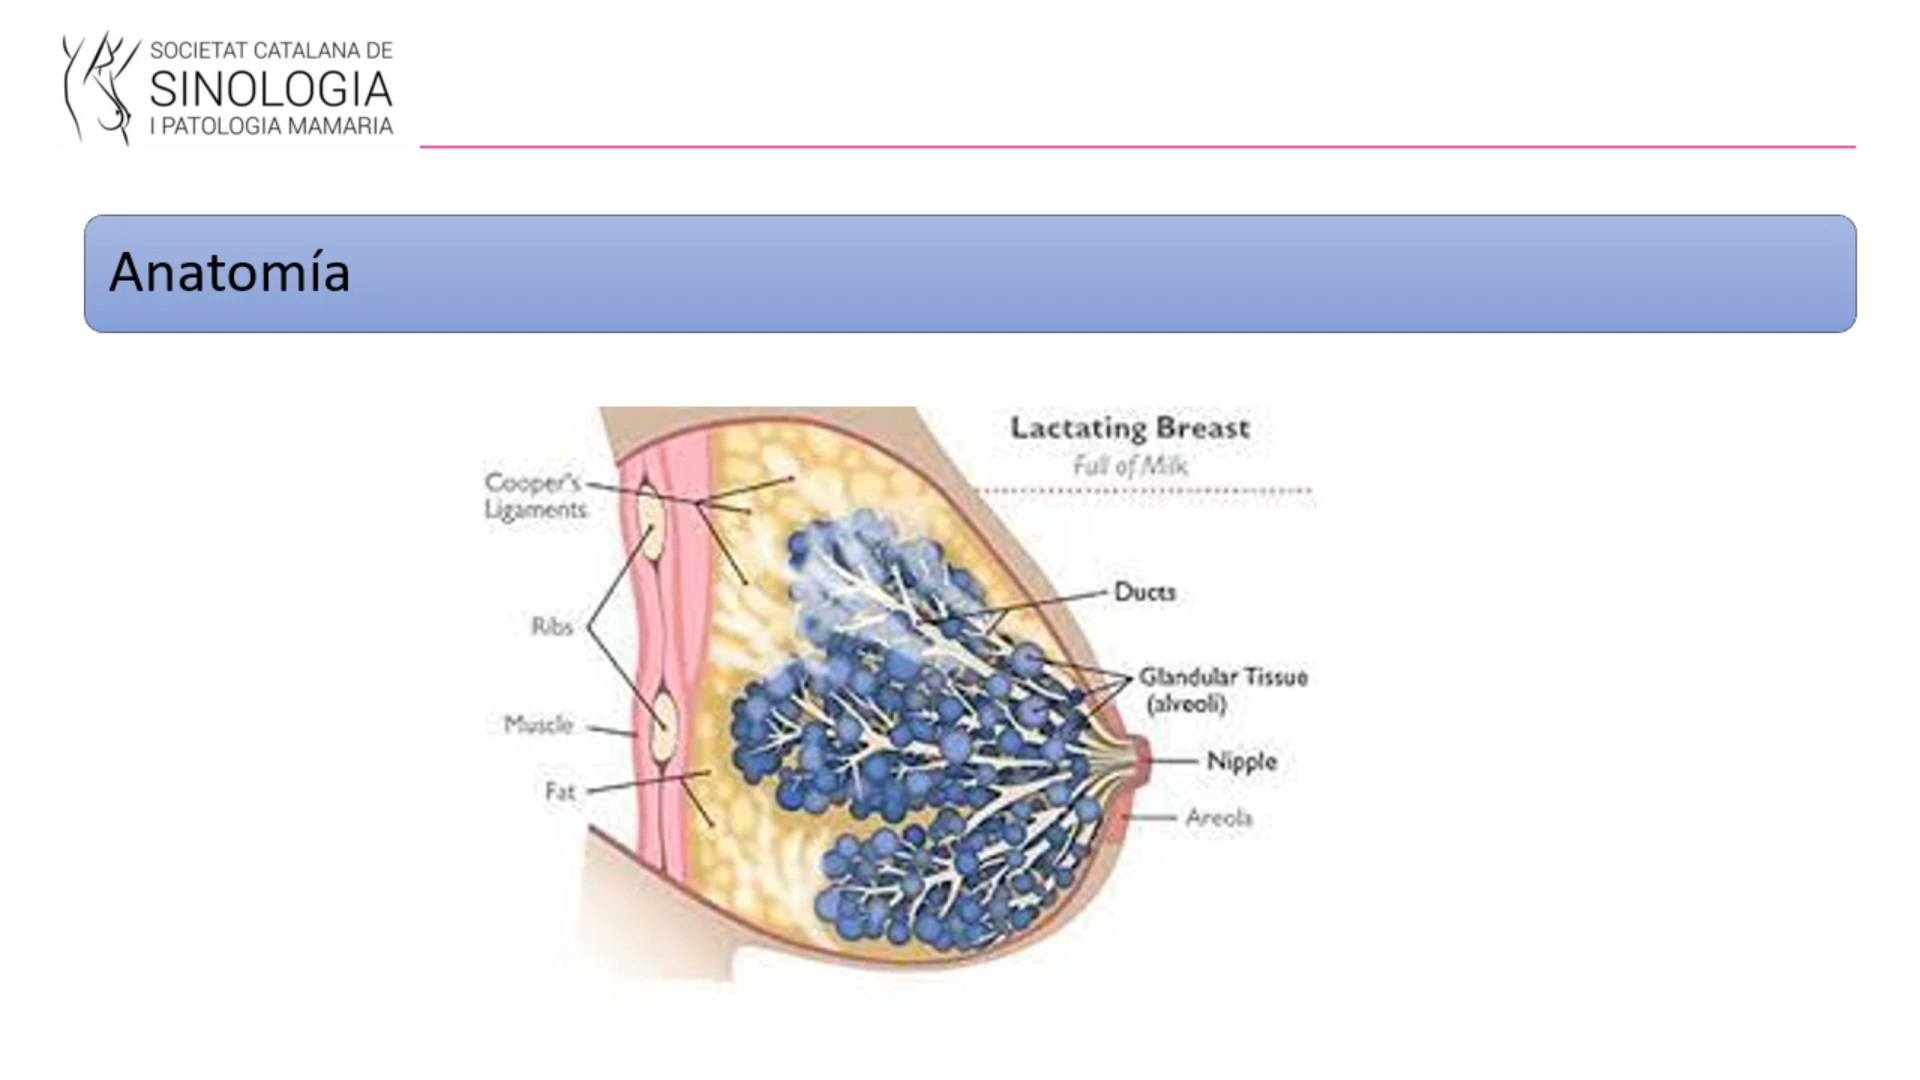 SOCIETAT CATALANA DE
SINOLOGIA
I PATOLOGIA MAMARIA
Anatomía
Lactating Breast
Full of Milk
Cooper's
Ligaments
Ducts
Ribs
Glandular Tissue
(alveoli)
Muscle
Nipple
Fat
Areola